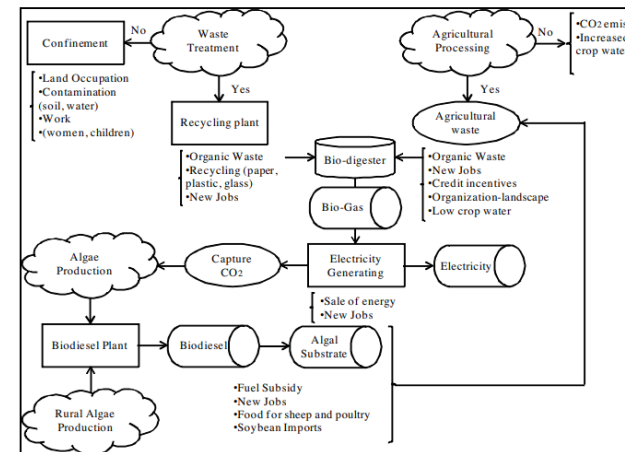 Confinement
No
Waste
Treatment
Agricultural
Processing
No
•CO2
•Increased
crop
•Land Occupation
•Contamination
(soil, water)
•Work
•(women, children)
Yes
Recycling plant
Yes
Agricultural
waste
•Organic Waste
•Recycling (paper,
plastic, glass)
•New Jobs
Bio-digester
•Organic Waste
•New Jobs
•Credit incentives
•Organization-landscape
•Low crop water
Bio-Gas
Algae
Production
Capture
CO2
Electricity
Generating
Electricity
•Sale of energy
•New Jobs
Biodiesel Plant
Biodiesel
Algal
Substrate
•Fuel Subsidy
•New Jobs
•Food for sheep and poultry
•Soybean Imports
Rural Algae
Production